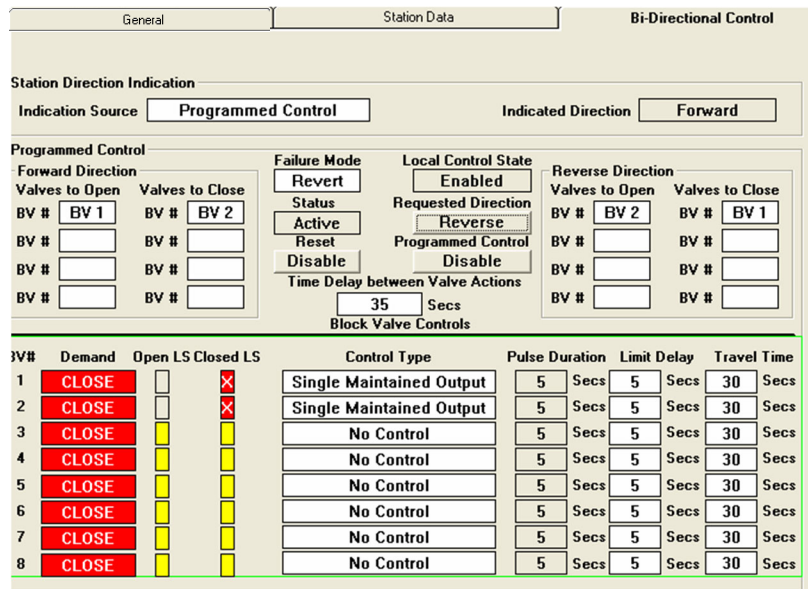 General Station Data Bi-Directional Control
Station Direction Indication
Indication Source Programmed Control Indicated Direction Forward
Programmed Control
Forward Direction Failure Mode Local Control State Reverse Direction
Valves to Open Valves to Close Revert Enabled Valves to Open Valves to Close
BV # BV 1 BV # BV 2 Status Requested Direction BV # BV 2 BV # BV 1
Active Reverse
BV # BV # Reset Programmed Control BV # BV #
BV # BV # Disable Disable BV # BV #
Time Delay between Valve Actions
BV # BV # 35 Secs BV # BV #
Block Valve Controls
BV# Demand Open LS Closed LS Control Type Pulse Duration Limit Delay Travel Time
1 CLOSE X Single Maintained Output 5 Secs 5 Secs 30 Secs
2 CLOSE X Single Maintained Output 5 Secs 5 Secs 30 Secs
3 CLOSE No Control 5 Secs 5 Secs 30 Secs
4 CLOSE No Control 5 Secs 5 Secs 30 Secs
5 CLOSE No Control 5 Secs 5 Secs 30 Secs
6 CLOSE No Control 5 Secs 5 Secs 30 Secs
7 CLOSE No Control 5 Secs 5 Secs 30 Secs
8 CLOSE No Control 5 Secs 5 Secs 30 Secs